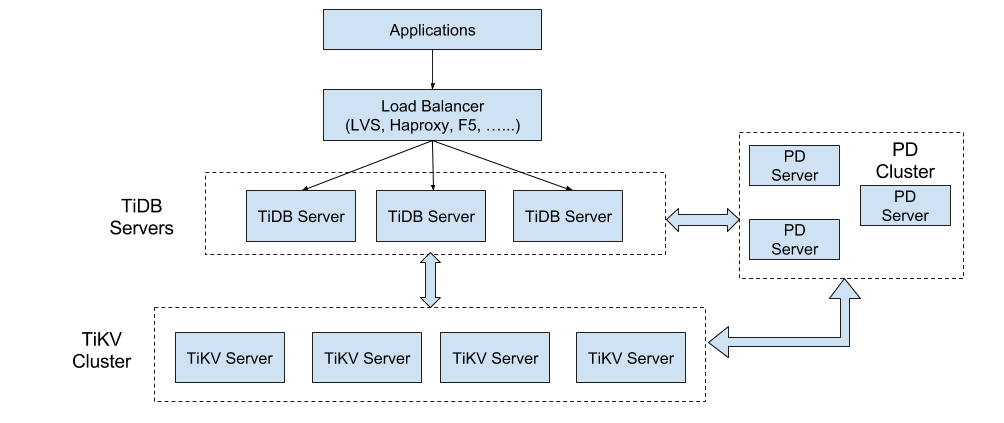 Applications
Load Balancer
(LVS, Haproxy, F5, …...)
TiDB
Servers
TiDB Server
TiDB Server
TiDB Server
PD
Cluster
PD
Server
PD
Server
PD
Server
TiKV
Cluster
TiKV Server
TiKV Server
TiKV Server
TiKV Server